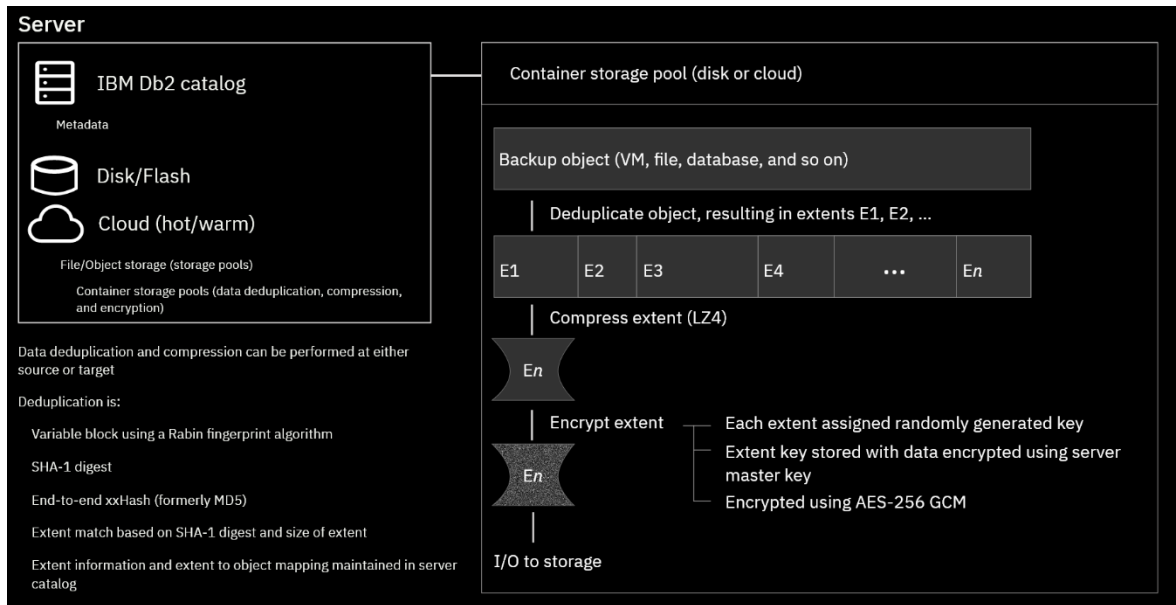 Server
IBM Db2 catalog
Metadata
Disk/Flash
Cloud (hot/warm)
File/Object storage (storage pools)
Container storage pools (data deduplication, compression,
and encryption)
Data deduplication and compression can be performed at either
source or target
Deduplication is:
Variable block using a Rabin fingerprint algorithm
SHA-1 digest
End-to-end xxHash (formerly MD5)
Extent match based on SHA-1 digest and size of extent
Extent information and extent to object mapping maintained in server
catalog
Container storage pool (disk or cloud)
Backup object (VM, file, database, and so on)
Deduplicate object, resulting in extents E1, E2, ...
E1 E2 E3 E4 ••• En
Compress extent (LZ4)
En
Encrypt extent
Each extent assigned randomly generated key
Extent key stored with data encrypted using server
master key
Encrypted using AES-256 GCM
En
I/O to storage